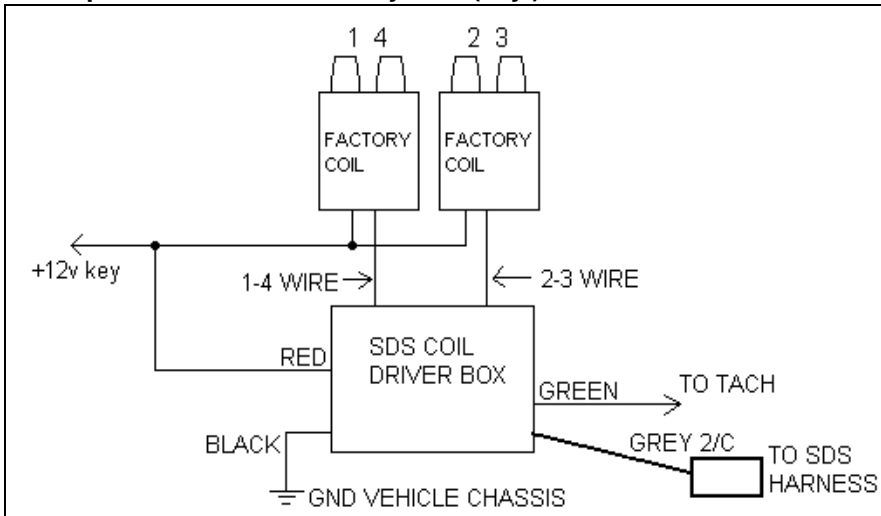 1 4
2 3
FACTORY
COIL
FACTORY
COIL
+12v key
1-4 WIRE
2-3 WIRE
RED
SDS COIL
DRIVER BOX
GREEN
TO TACH
BLACK
GREY 2/C
TO SDS
HARNESS
GND VEHICLE CHASSIS